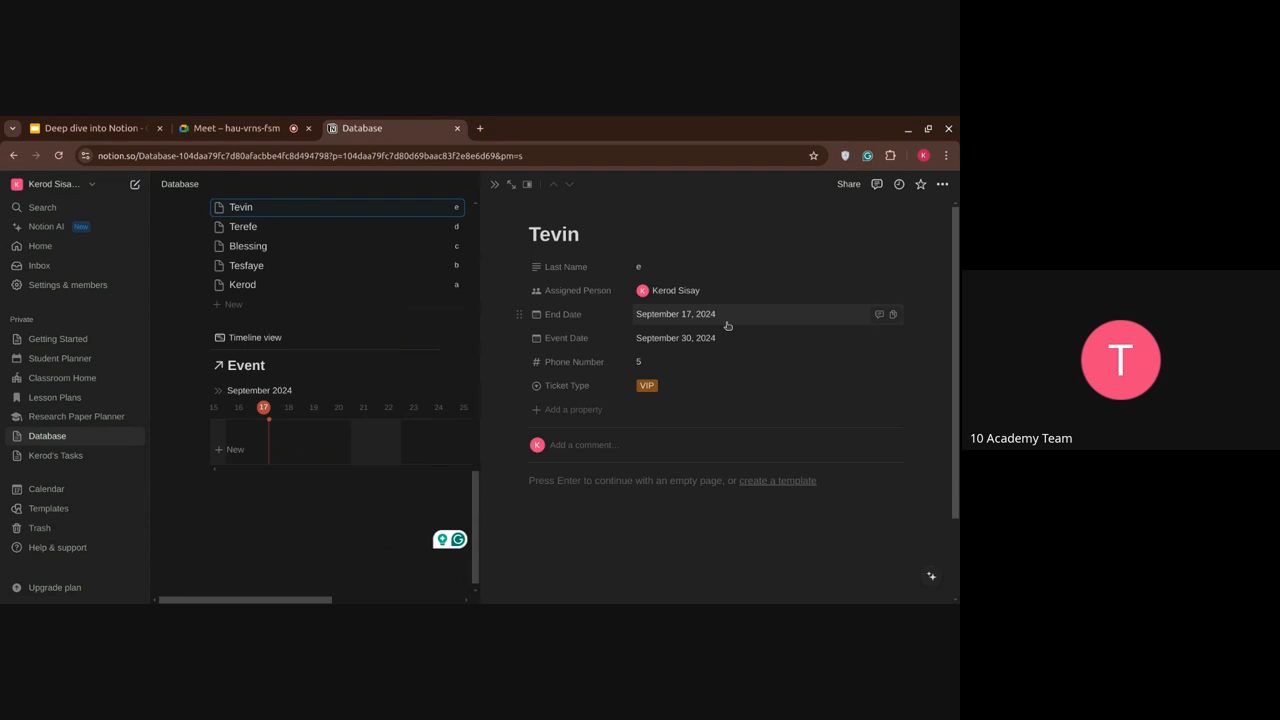 Deep dive into Notion -
Meet – hau-vrns-fsm
Database
notion.so/Database-104daa79fc7d80afacbbe4fc8d494798?p=104daa79fc7d80d69baac83f2e8e6d69&pm=s
K
K Kerod Sisa…
Search
Notion AI New
Home
Inbox
Settings & members
Private
Getting Started
Student Planner
Classroom Home
Lesson Plans
Research Paper Planner
Database
Kerod's Tasks
Calendar
Templates
Trash
Help & support
Upgrade plan
Database
Tevin e
Terefe d
Blessing c
Tesfaye b
Kerod a
+ New
Timeline view
Event
September 2024
15 16 17 18 19 20 21 22 23 24 25
+ New
Share
Tevin
Last Name e
Assigned Person K Kerod Sisay
End Date September 17, 2024
Event Date September 30, 2024
# Phone Number 5
Ticket Type VIP
+ Add a property
K Add a comment…
Press Enter to continue with an empty page, or create a template
T
10 Academy Team